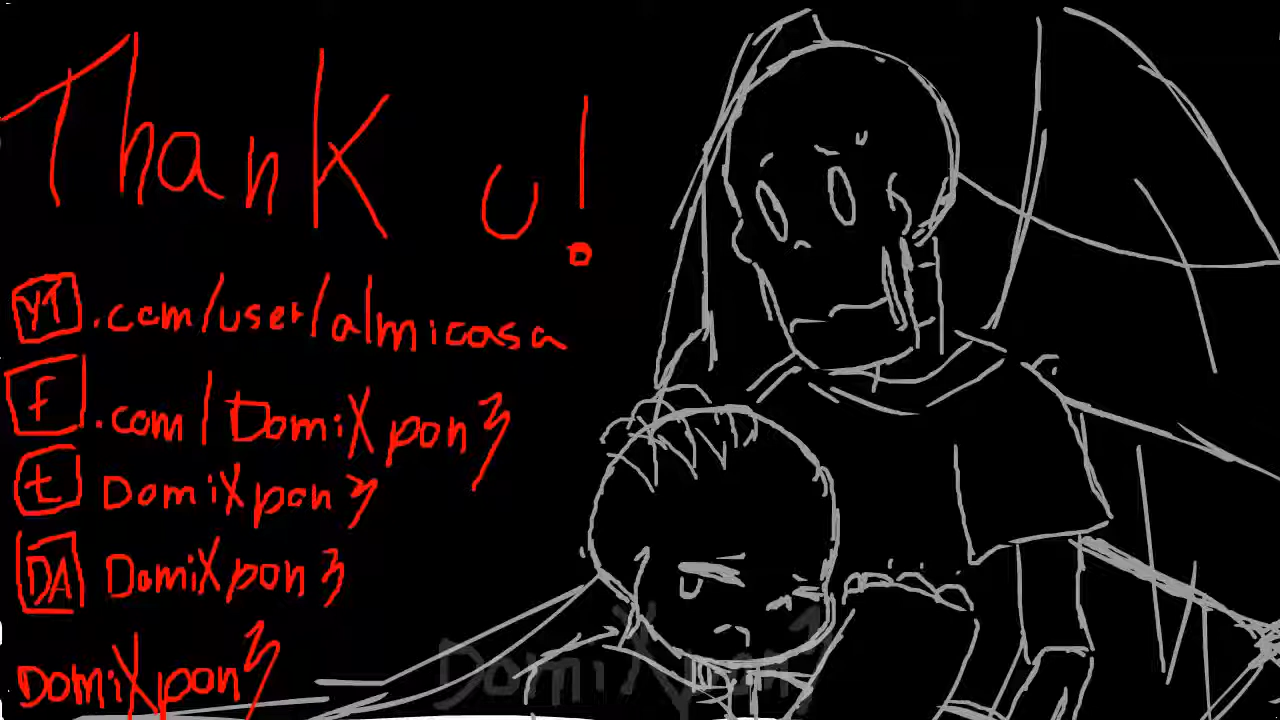 Thank u!
YT .com/user/almicasa
f .com/DomiXpon3
t DomiXpon3
DA DomiXpon3
DomiXpon3
DomiXpon3